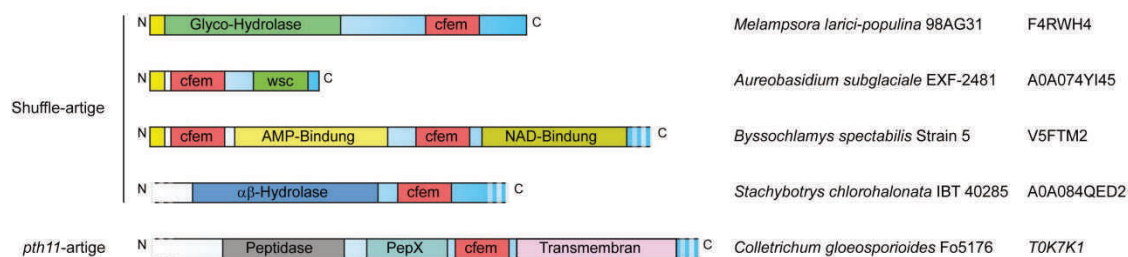 N Glyco-Hydrolase cfem C Melampsora larici-populina 98AG31 F4RWH4
N cfem wsc C Aureobasidium subglaciale EXF-2481 A0A074YI45
Shuffle-artige
N cfem AMP-Bindung cfem NAD-Bindung C Byssochlamys spectabilis Strain 5 V5FTM2
N αβ-Hydrolase cfem C Stachybotrys chlorohalonata IBT 40285 A0A084QED2
pth11-artige N Peptidase PepX cfem Transmembran C Colletrichum gloeosporioides Fo5176 T0K7K1